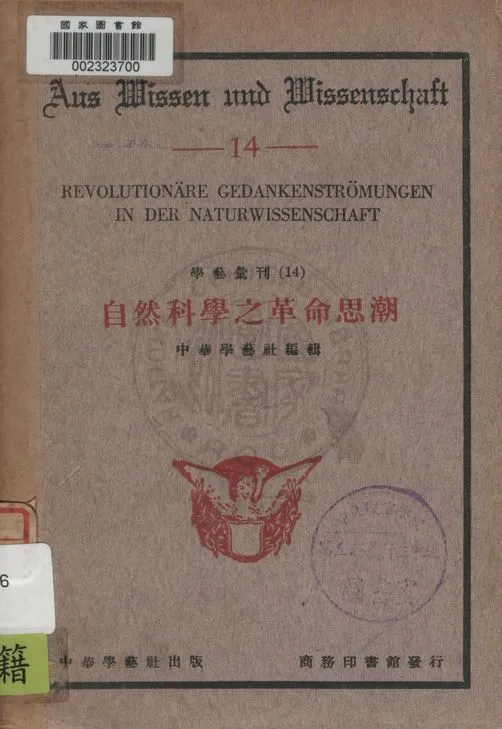 國家圖書館
002323700
Aus Wissen und Wissenschaft
14
REVOLUTIONÄRE GEDANKENSTRÖMUNGEN
IN DER NATURWISSENSCHAFT
學藝彙刊(14)
自然科學之革命思潮
中華學藝社編輯
6
籍
中華學藝社出版 商務印書館發行